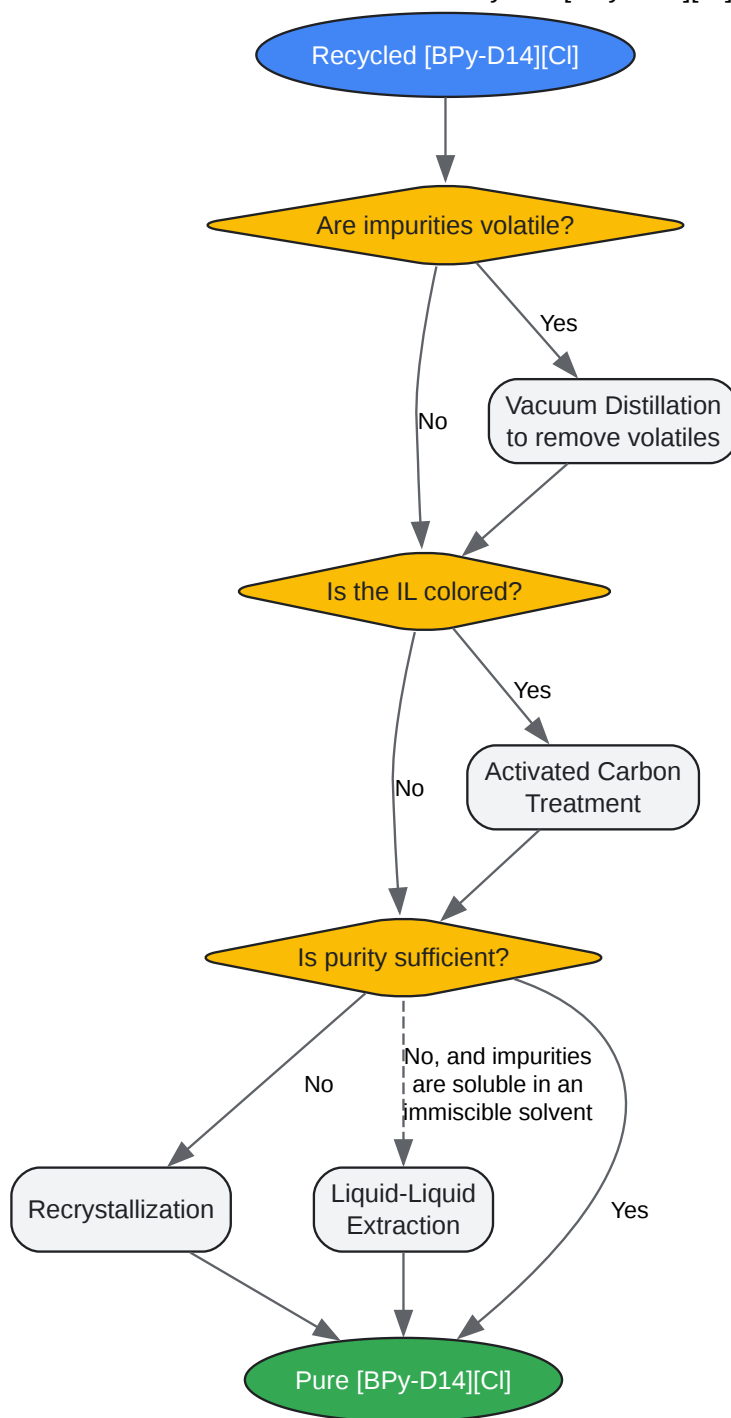 Recycled [BPy-D14][Cl]
Are impurities volatile?
Yes
Vacuum Distillation
to remove volatiles
No
Is the IL colored?
Yes
Activated Carbon
Treatment
No
Is purity sufficient?
No
No, and impurities
are soluble in an
immiscible solvent
Yes
Recrystallization
Liquid-Liquid
Extraction
Pure [BPy-D14][Cl]